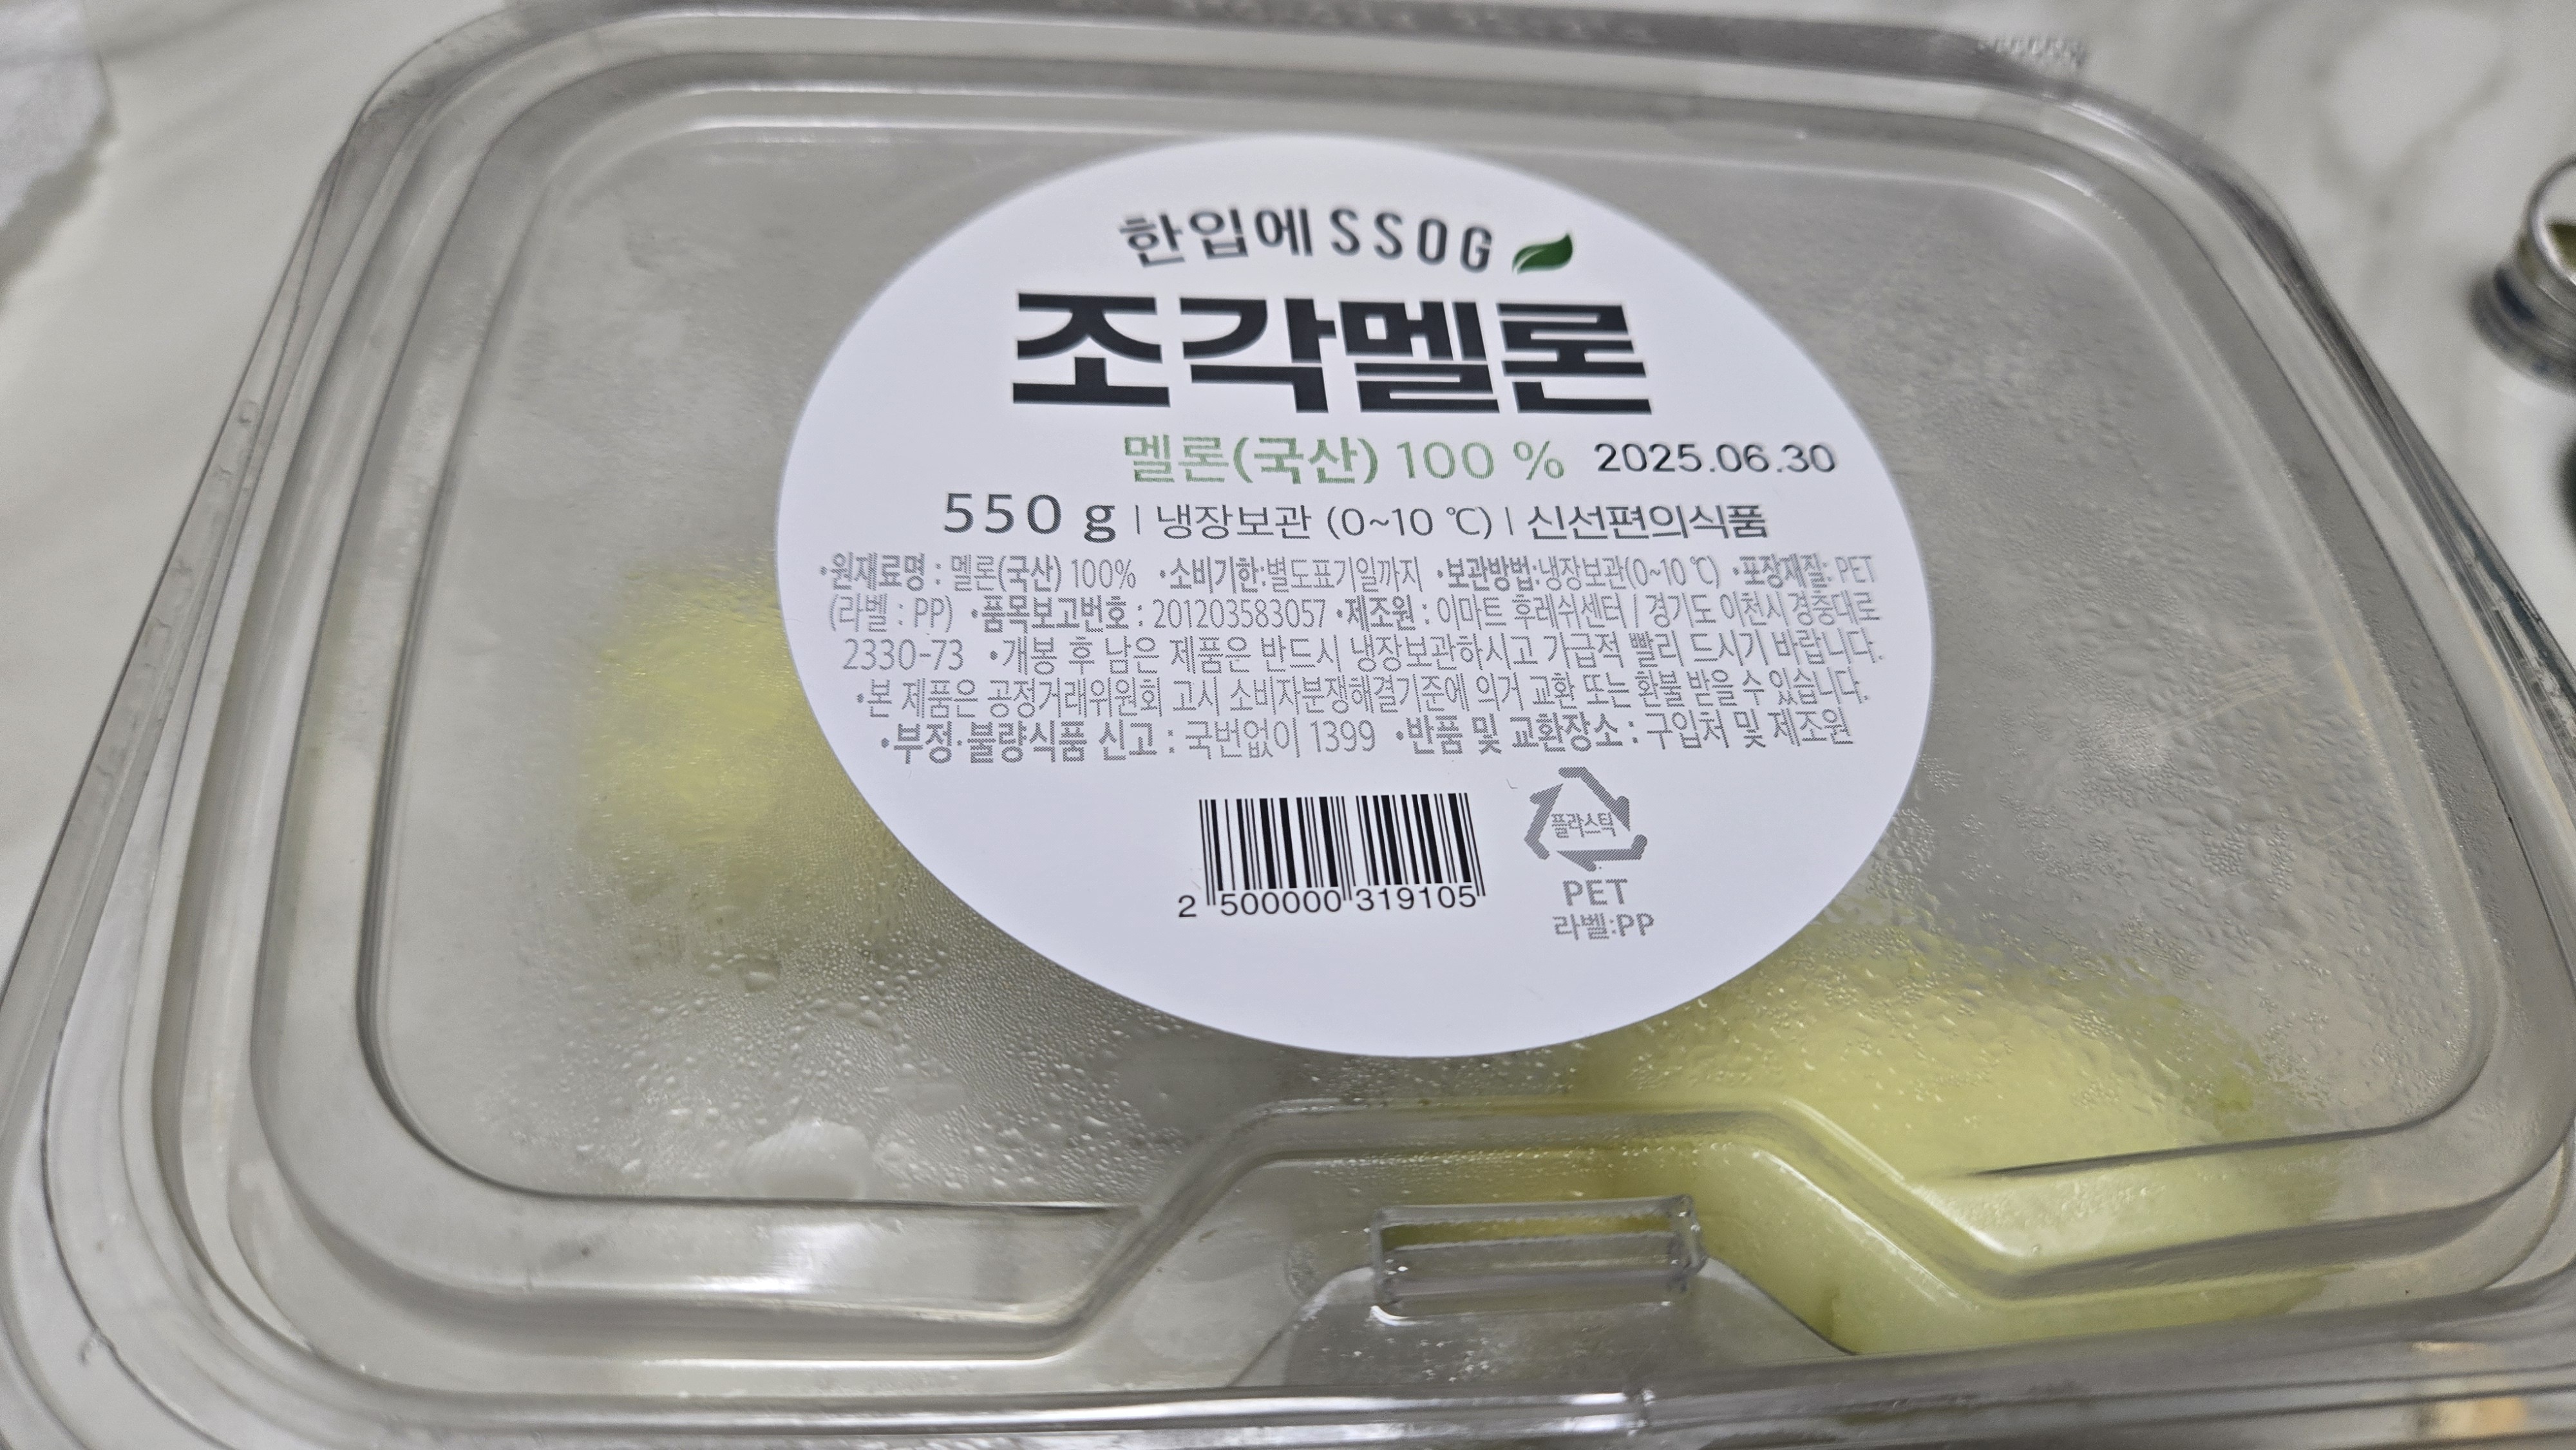 한입에 SSOG
조각멜론
멜론(국산) 100 % 2025.06.30
550 g | 냉장보관 (0~10 ℃) | 신선편의식품
•원재료명 : 멜론(국산) 100% •소비기한:별도표기일까지 •보관방법:냉장보관(0~10 ℃) •포장재질: PET
(라벨 : PP) •품목보고번호 : 201203583057 •제조원 : 이마트 후레쉬센터 / 경기도 이천시 경충대로
2330-73 •개봉 후 남은 제품은 반드시 냉장보관하시고 가급적 빨리 드시기 바랍니다.
•본 제품은 공정거래위원회 고시 소비자분쟁해결기준에 의거 교환 또는 환불 받을 수 있습니다.
•부정·불량식품 신고 : 국번없이 1399 •반품 및 교환장소 : 구입처 및 제조원
플라스틱
2 500000 319105
PET
라벨:PP